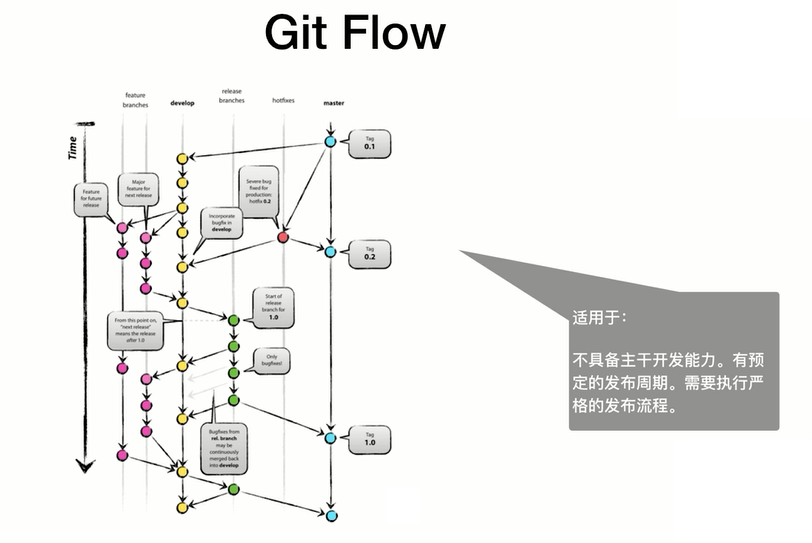 Git Flow
feature
branches
develop
release
branches
hotfixes
master
Time
Tag
0.1
Feature
for future
release
Major
feature for
next release
Severe bug
fixed for
production:
hotfix 0.2
Incorporate
bugfix in
develop
Tag
0.2
Start of
release
branch for
1.0
From this point on,
"next release"
means the release
after 1.0
Only
bugfixes!
Bugfixes from
rel. branch
may be
continuously
merged back
into develop
Tag
1.0
适用于：
不具备主干开发能力。有预
定的发布周期。需要执行严
格的发布流程。